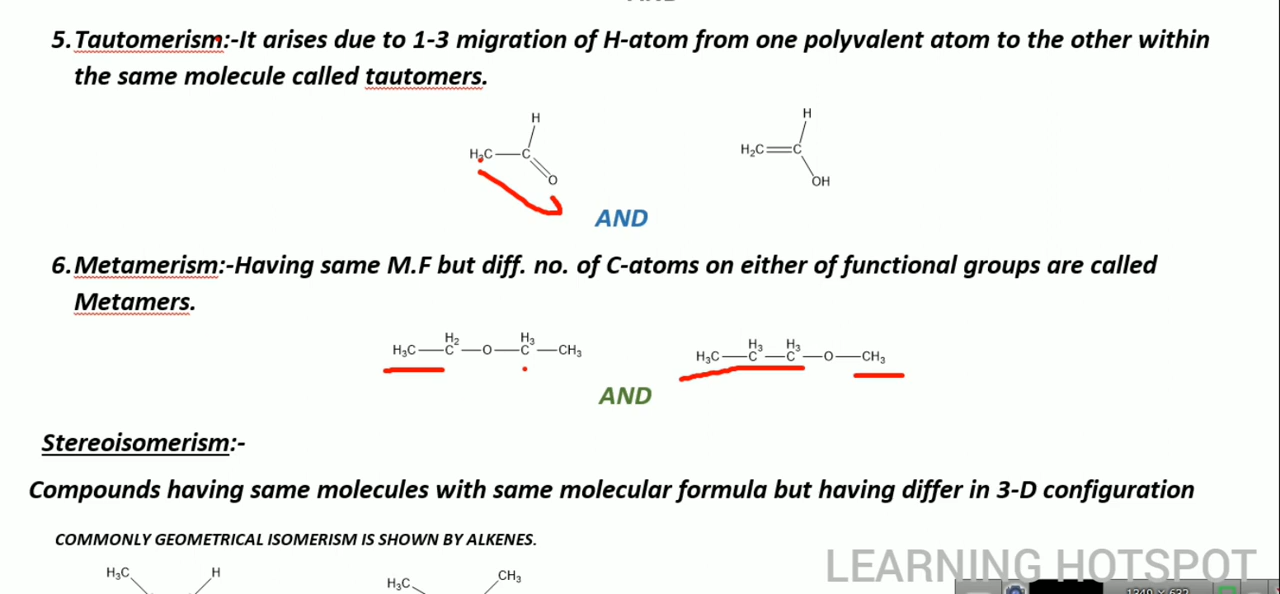 5. Tautomerism:-It arises due to 1-3 migration of H-atom from one polyvalent atom to the other within
the same molecule called tautomers.
H
H₃C C
O
H
H₂C C
OH
AND
6. Metamerism:-Having same M.F but diff. no. of C-atoms on either of functional groups are called
Metamers.
H₂ H₃
H₃C C O C CH₃
H₃ H₃
H₃C C C O CH₃
AND
Stereoisomerism:-
Compounds having same molecules with same molecular formula but having differ in 3-D configuration
COMMONLY GEOMETRICAL ISOMERISM IS SHOWN BY ALKENES.
H₃C H
H₃C CH₃
LEARNING HOTSPOT